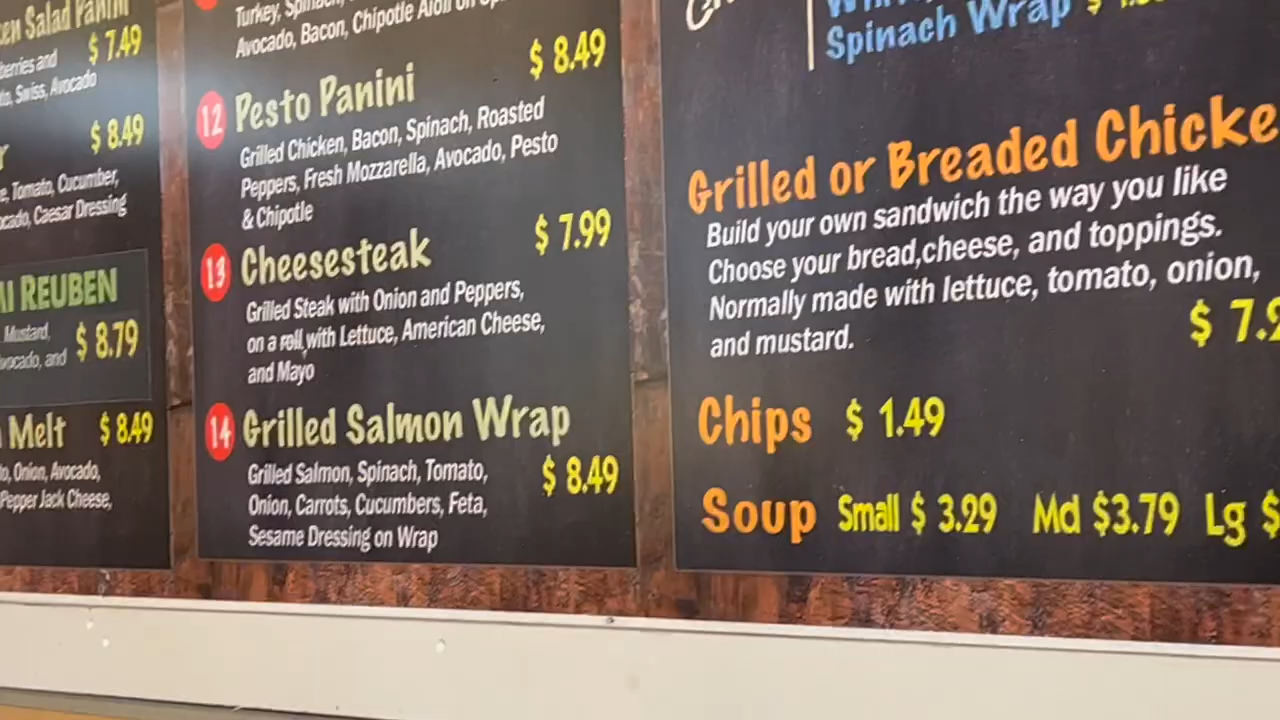 Salad Panini
$ 7.49
berries and
Swiss, Avocado
$ 8.49
Tomato, Cucumber,
Caesar Dressing
REUBEN
Mustard,
and $ 8.79
Melt $ 8.49
Onion, Avocado,
Pepper Jack Cheese,
Turkey,
Avocado, Bacon, Chipotle Aioli on
12 Pesto Panini $ 8.49
Grilled Chicken, Bacon, Spinach, Roasted
Peppers, Fresh Mozzarella, Avocado, Pesto
& Chipotle
13 Cheesesteak $ 7.99
Grilled Steak with Onion and Peppers,
on a roll,with Lettuce, American Cheese,
and Mayo
14 Grilled Salmon Wrap
Grilled Salmon, Spinach, Tomato, $ 8.49
Onion, Carrots, Cucumbers, Feta,
Sesame Dressing on Wrap
Spinach Wrap $
Grilled or Breaded Chicke
Build your own sandwich the way you like
Choose your bread,cheese, and toppings.
Normally made with lettuce, tomato, onion,
and mustard. $ 7.
Chips $ 1.49
Soup Small $ 3.29 Md $3.79 Lg $